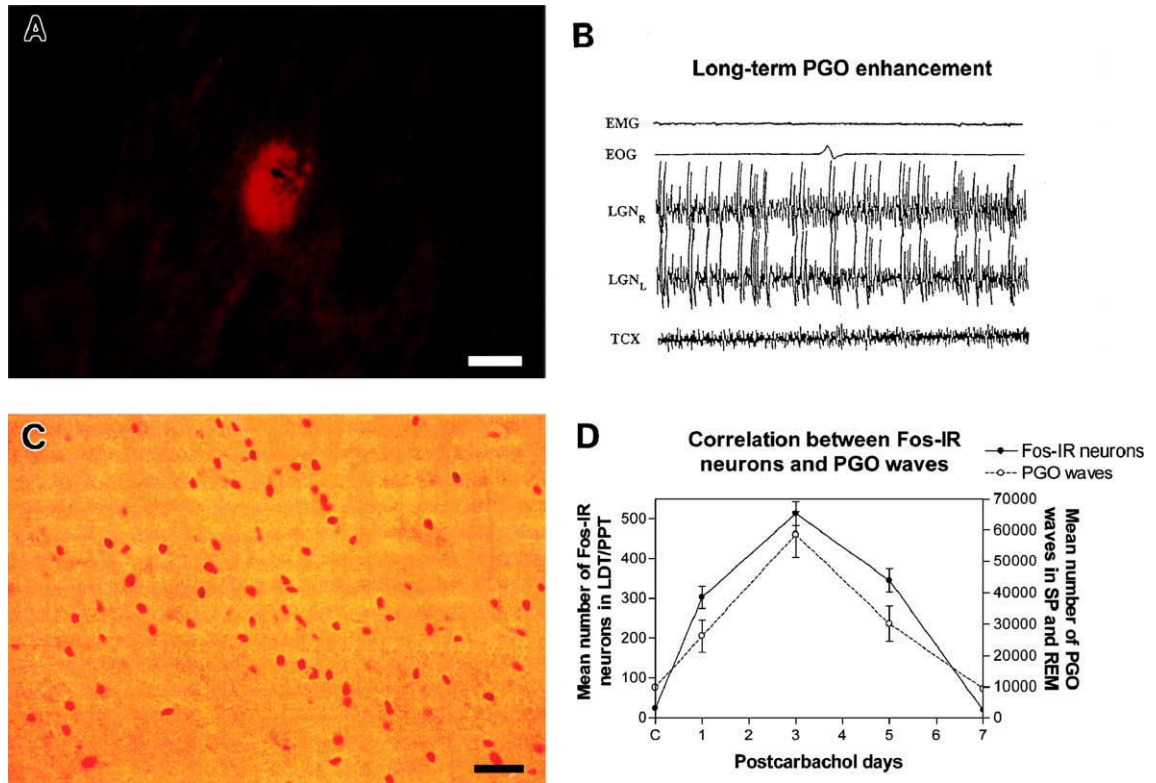 A
B
Long-term PGO enhancement
EMG
EOG
LGNR
LGNL
TCX
C
D
Correlation between Fos-IR
neurons and PGO waves
Fos-IR neurons
PGO waves
Mean number of Fos-IR
neurons in LDT/PPT
500
400
300
200
100
0
70000
60000
50000
40000
30000
20000
10000
0
Mean number of PGO
waves in SP and REM
C 1 2 3 4 5 6 7
Postcarbachol days